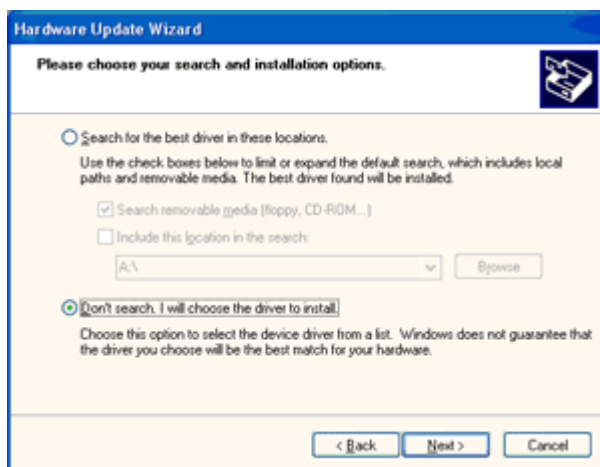 Hardware Update Wizard
Please choose your search and installation options.
Search for the best driver in these locations.
Use the check boxes below to limit or expand the default search, which includes local
paths and removable media. The best driver found will be installed.
Search removable media (floppy, CD-ROM...)
Include this location in the search:
A:\
Browse
Don't search. I will choose the driver to install.
Choose this option to select the device driver from a list. Windows does not guarantee that
the driver you choose will be the best match for your hardware.
< Back Next > Cancel